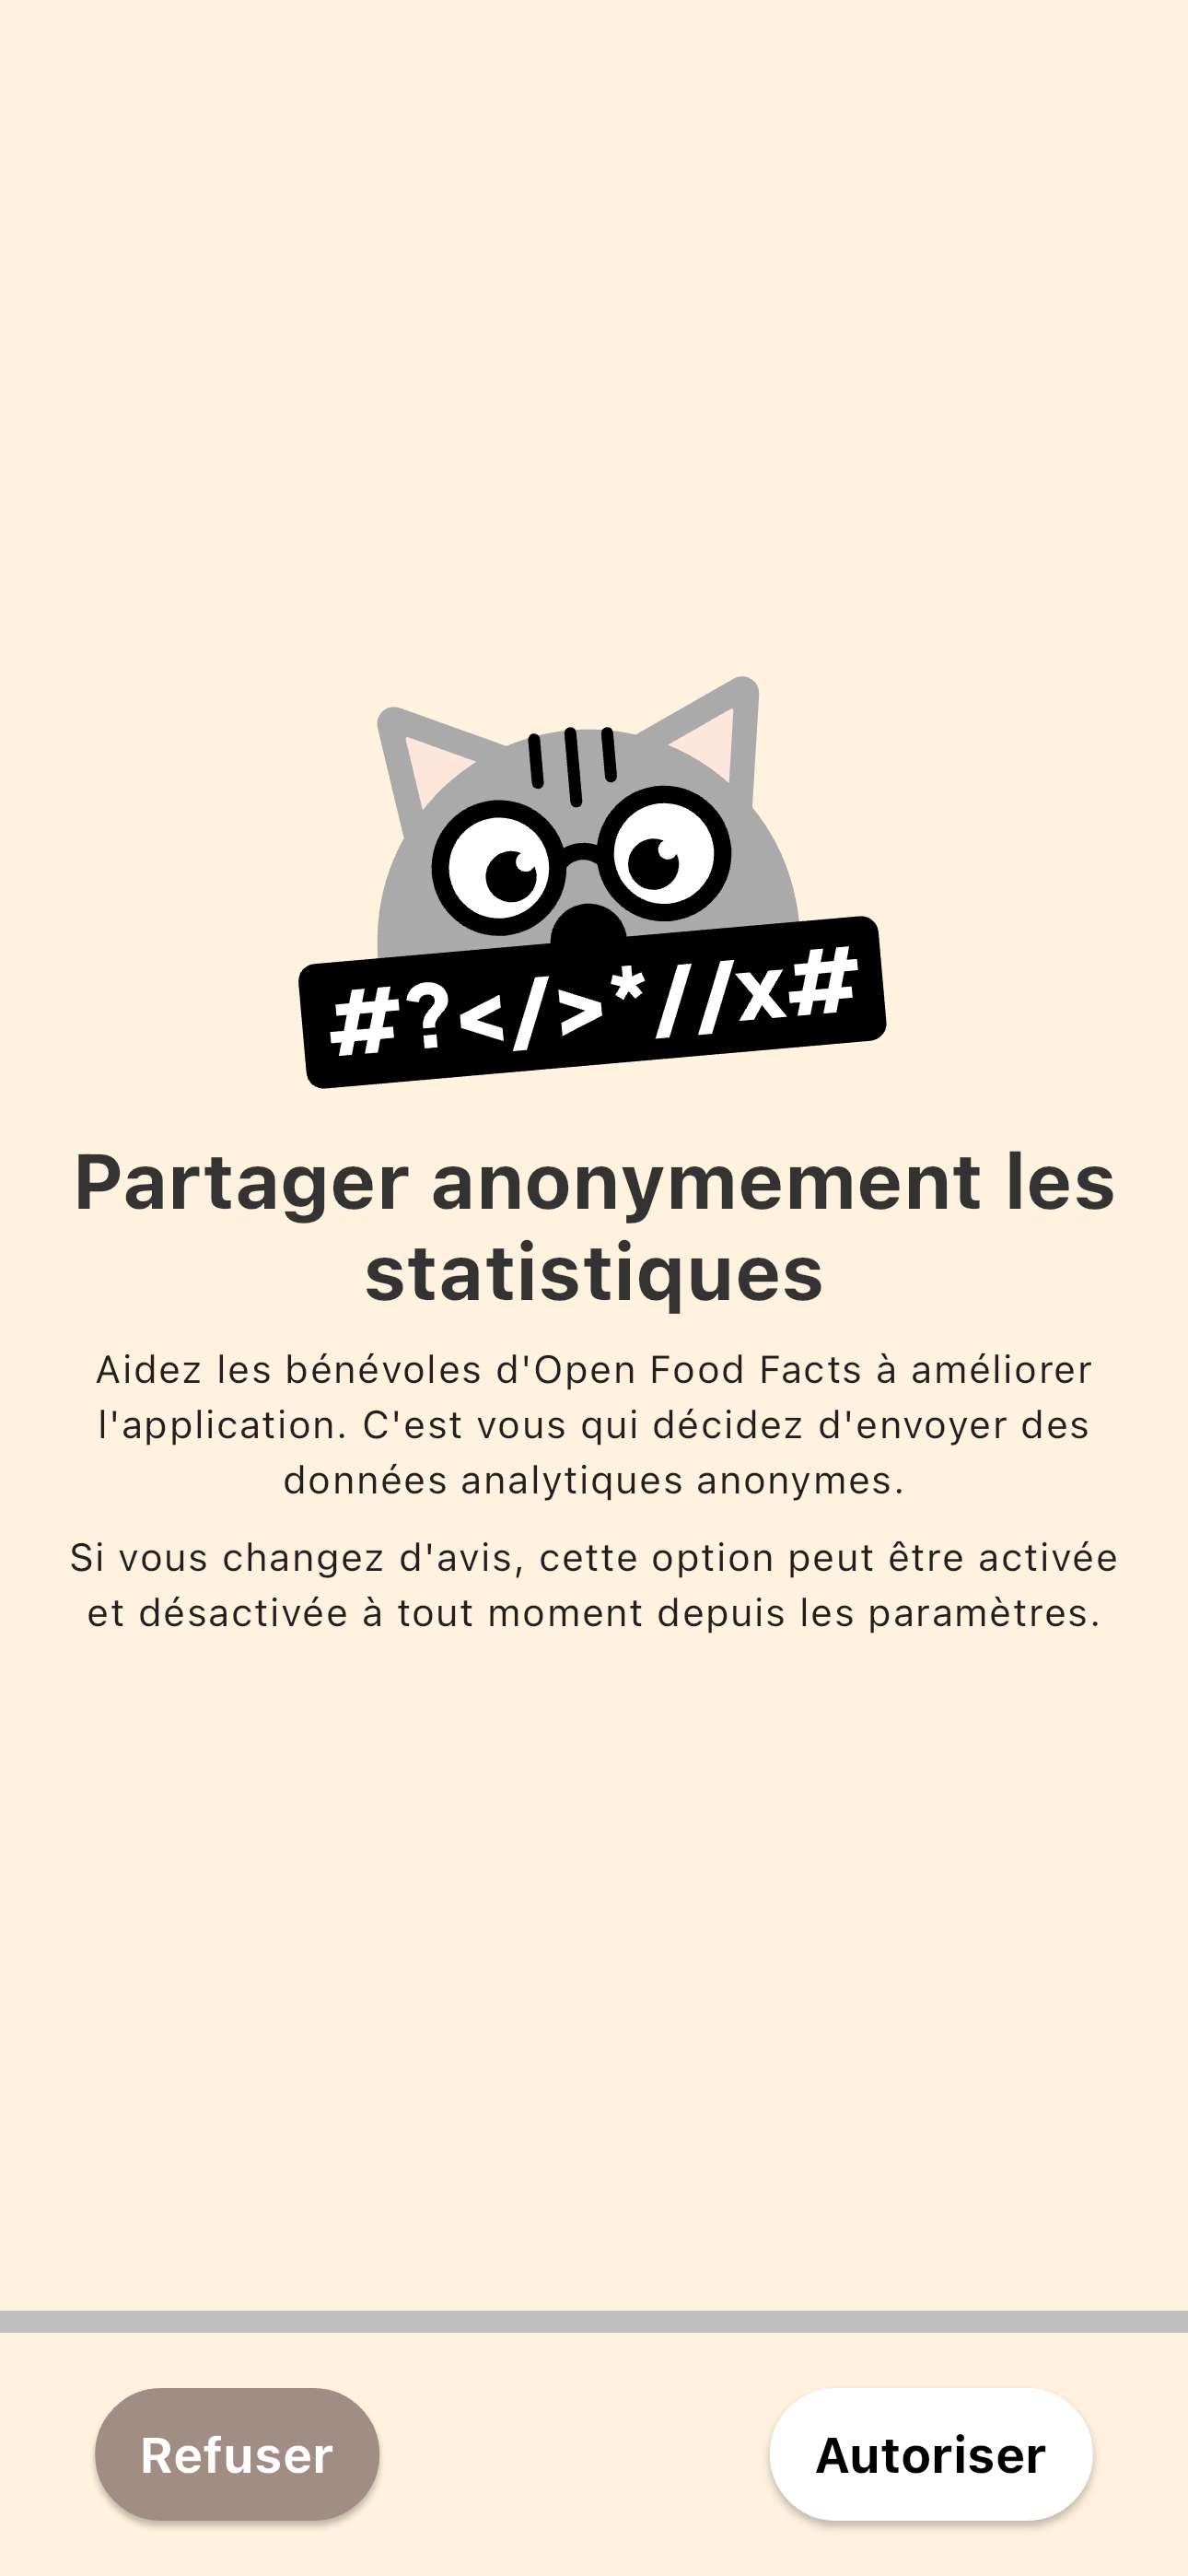 #?</>*//x#
Partager anonymement les
statistiques
Aidez les bénévoles d'Open Food Facts à améliorer
l'application. C'est vous qui décidez d'envoyer des
données analytiques anonymes.
Si vous changez d'avis, cette option peut être activée
et désactivée à tout moment depuis les paramètres.
Refuser
Autoriser